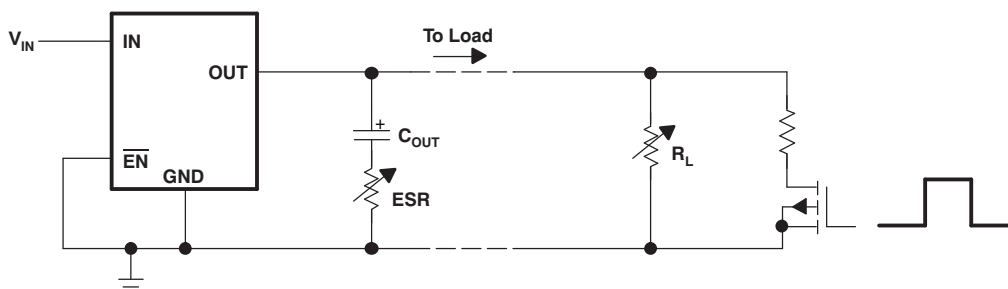 To Load
V_IN
IN
OUT
+
C_OUT
EN
R_L
GND
ESR